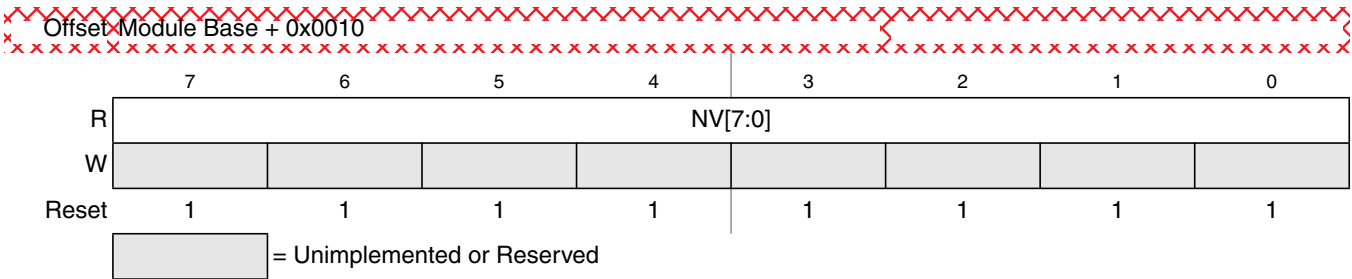 Offset Module Base + 0x0010
7 6 5 4 3 2 1 0
R NV[7:0]
W
Reset 1 1 1 1 1 1 1 1
= Unimplemented or Reserved